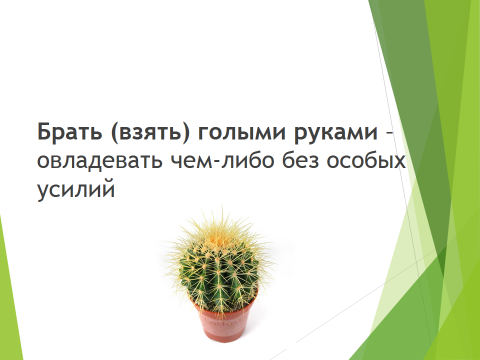 Брать (взять) голыми руками –
овладевать чем-либо без особых
усилий